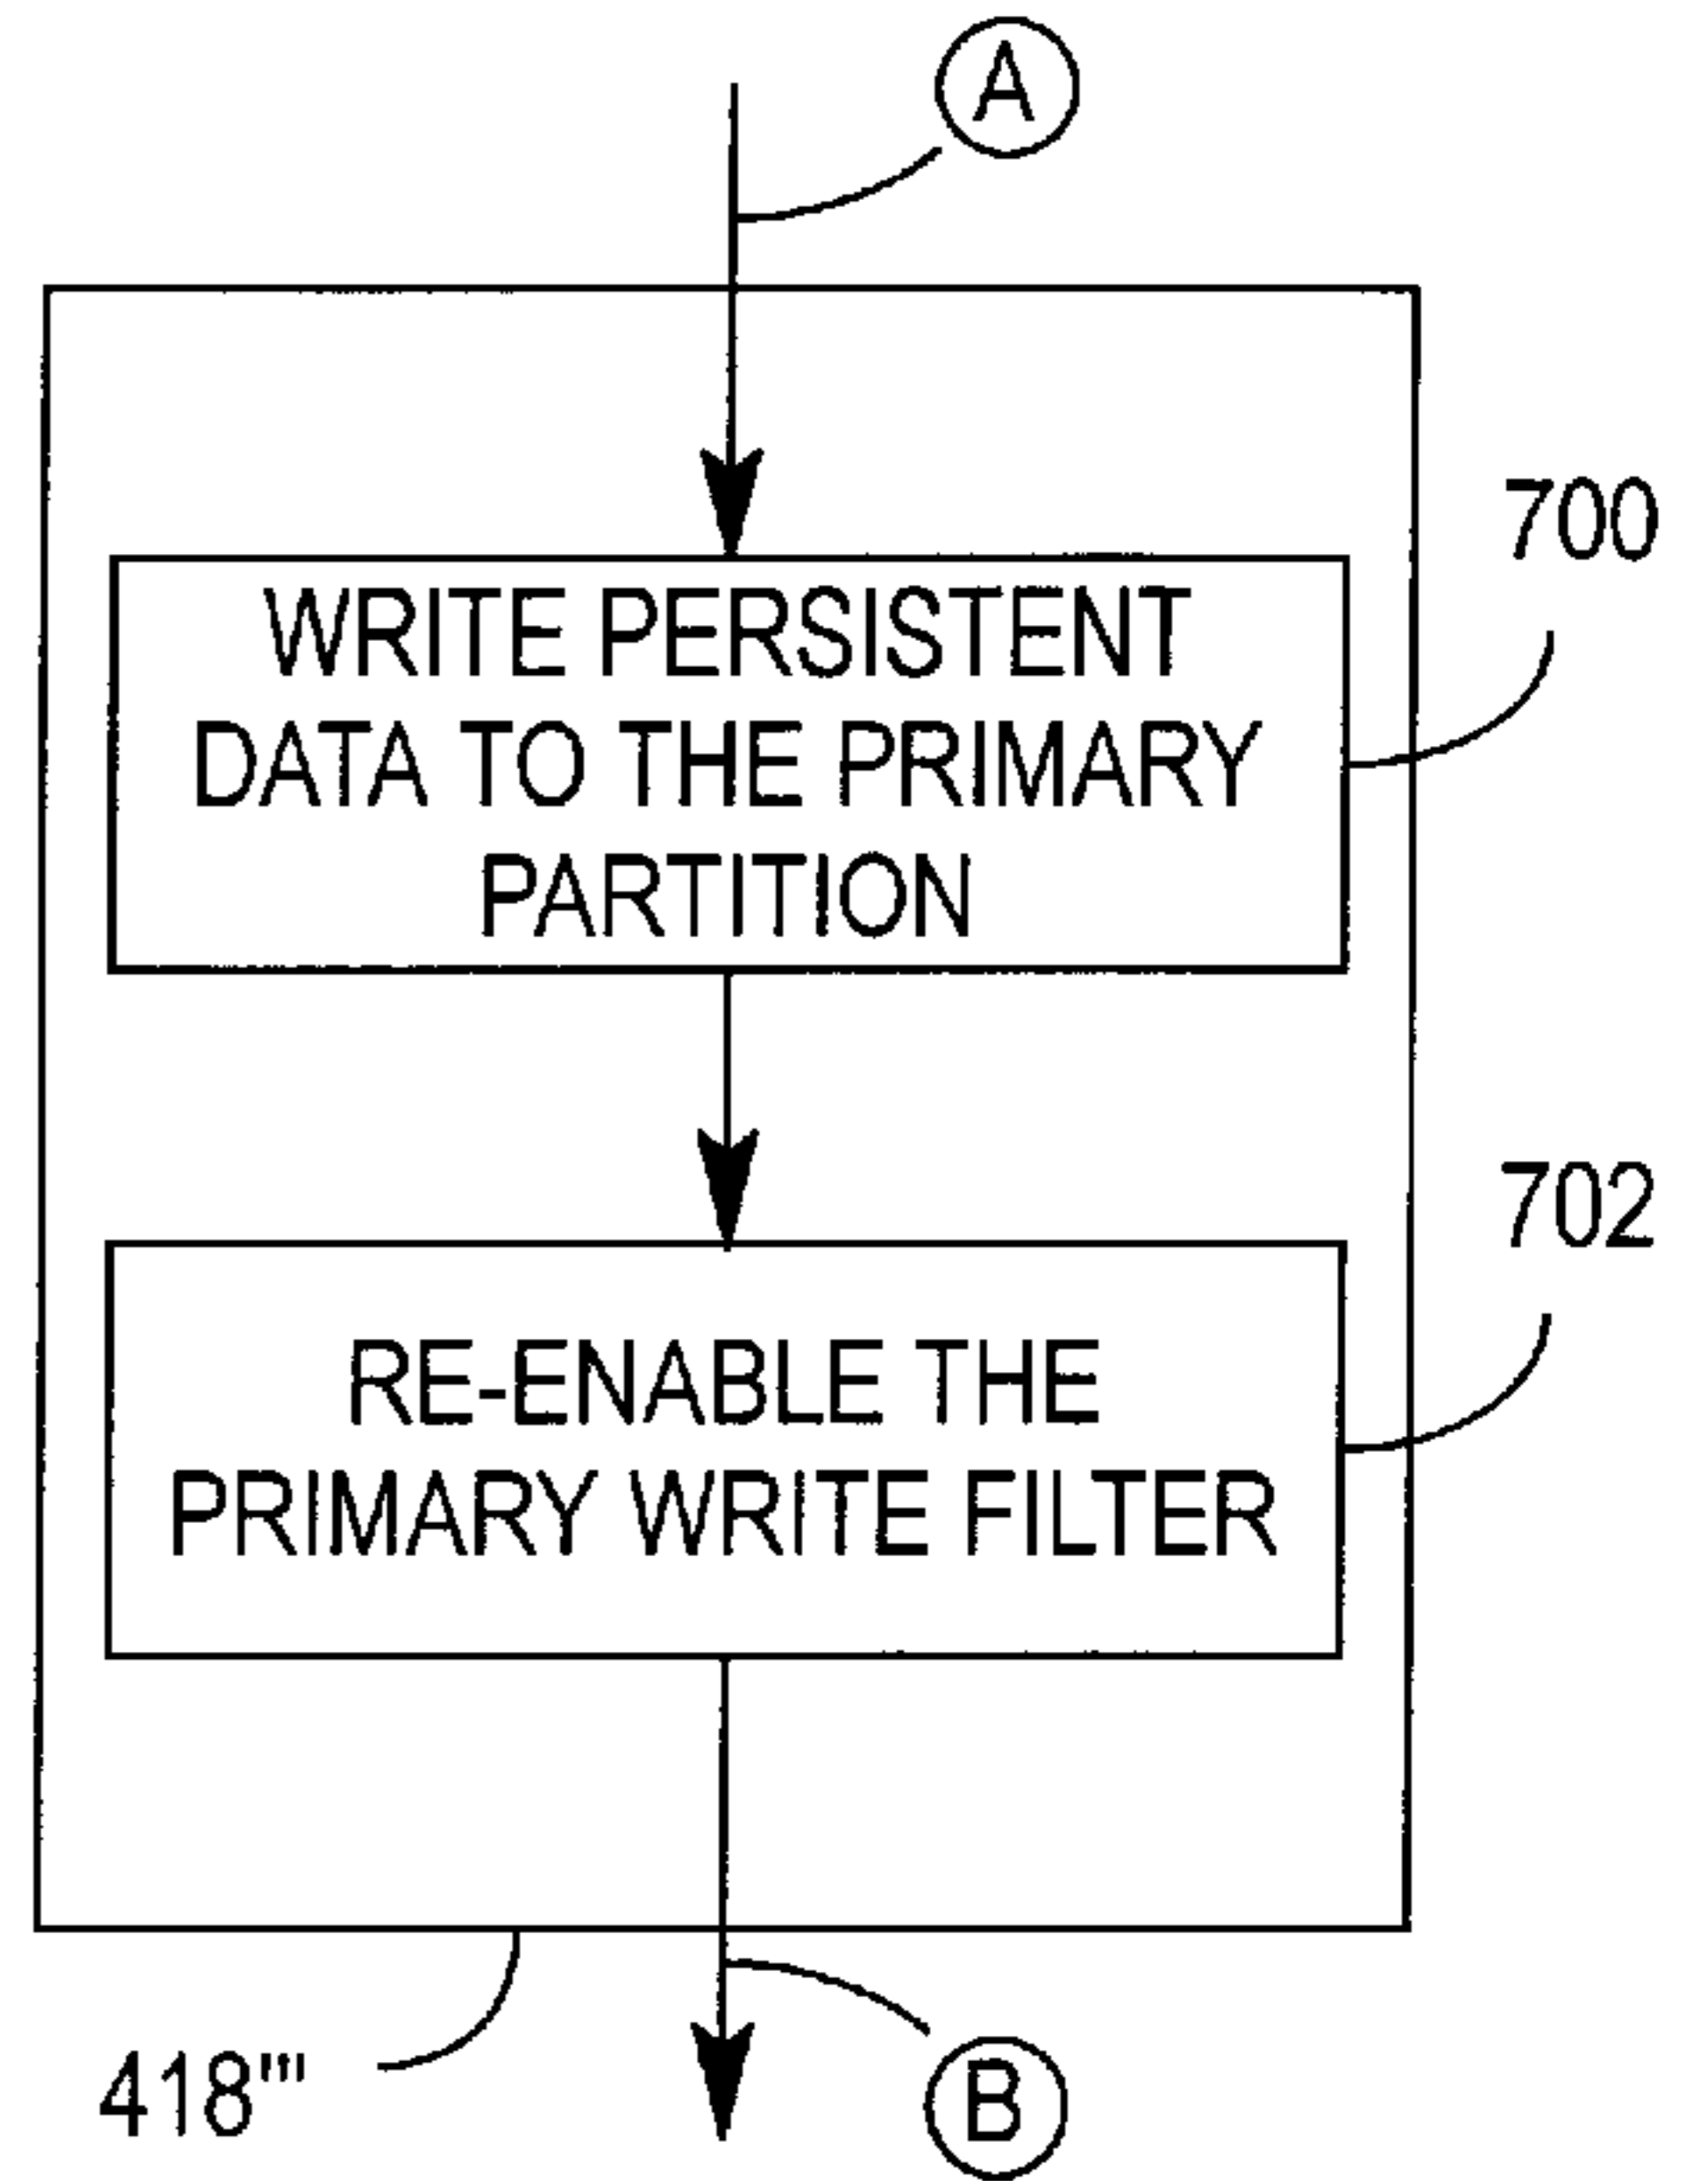 A
700
WRITE PERSISTENT
DATA TO THE PRIMARY
PARTITION
702
RE-ENABLE THE
PRIMARY WRITE FILTER
418'''
B